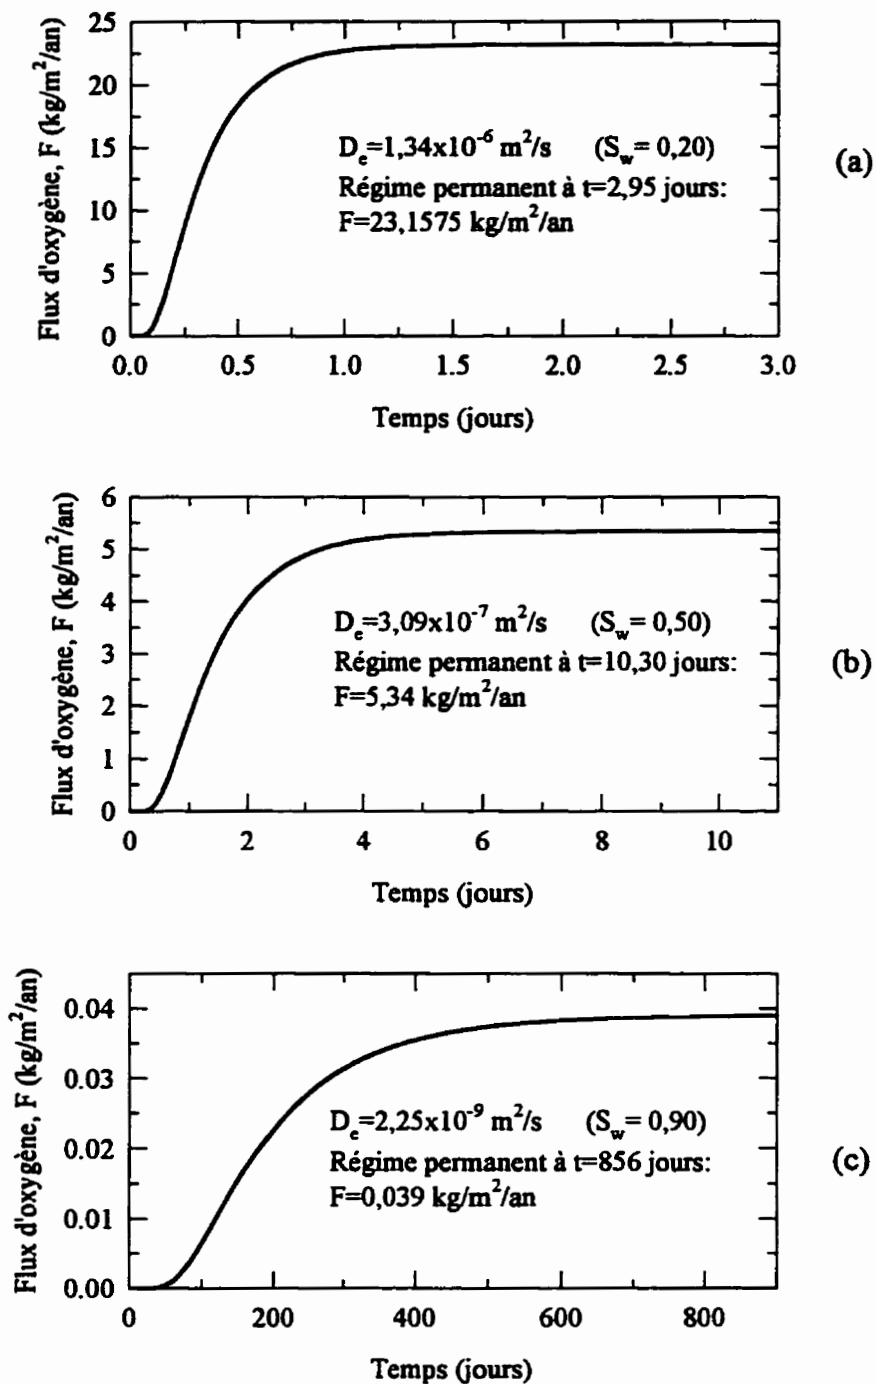 Flux d'oxygène, F (kg/m²/an)
25
20
15
10
5
0
D_e=1,34x10⁻⁶ m²/s (S_w= 0,20)
Régime permanent à t=2,95 jours:
F=23,1575 kg/m²/an
(a)
0.0 0.5 1.0 1.5 2.0 2.5 3.0
Temps (jours)
Flux d'oxygène, F (kg/m²/an)
6
5
4
3
2
1
0
D_e=3,09x10⁻⁷ m²/s (S_w= 0,50)
Régime permanent à t=10,30 jours:
F=5,34 kg/m²/an
(b)
0 2 4 6 8 10
Temps (jours)
Flux d'oxygène, F (kg/m²/an)
0.04
0.03
0.02
0.01
0.00
D_e=2,25x10⁻⁹ m²/s (S_w= 0,90)
Régime permanent à t=856 jours:
F=0,039 kg/m²/an
(c)
0 200 400 600 800
Temps (jours)